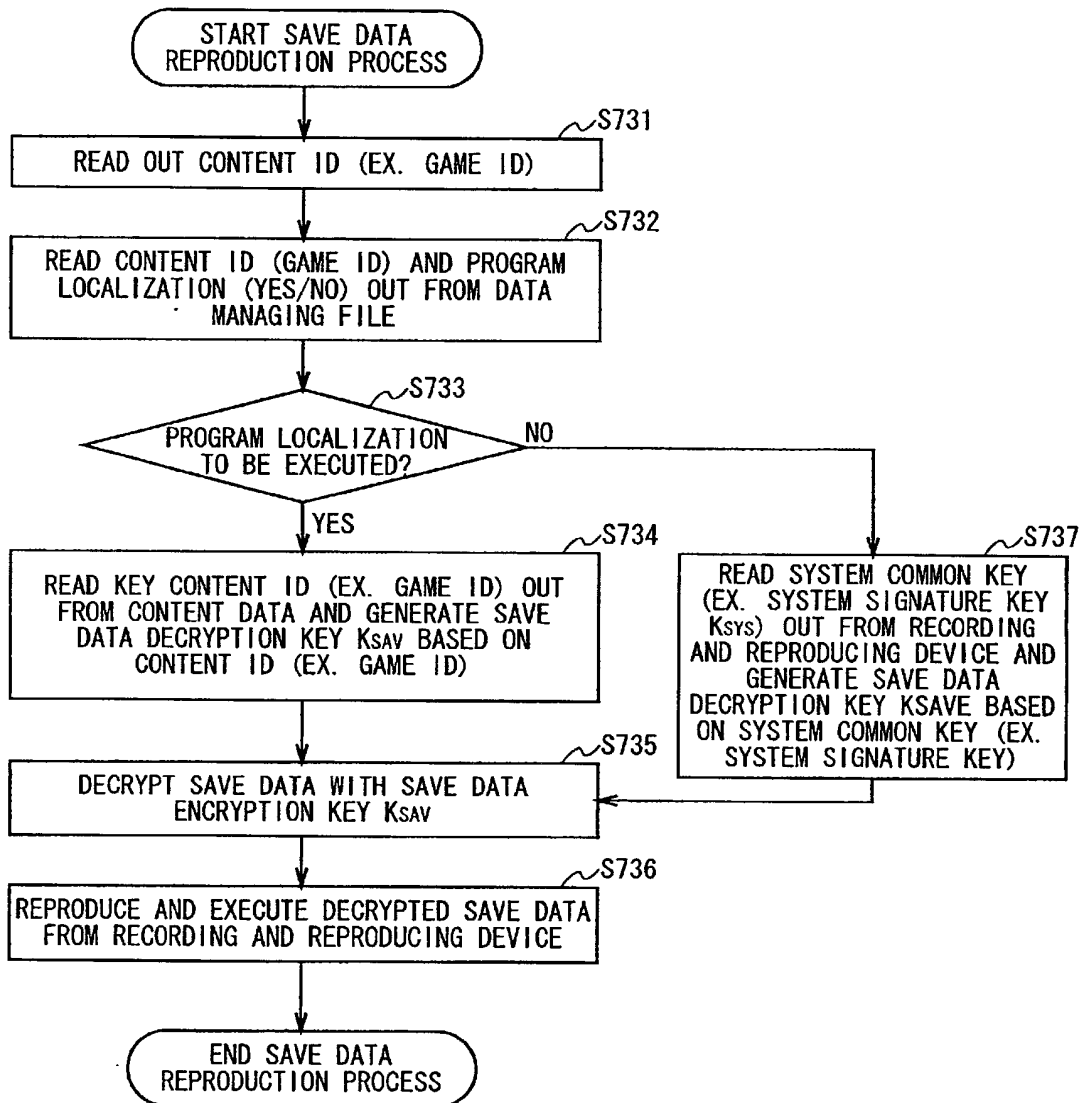 START SAVE DATA
REPRODUCTION PROCESS
S731
READ OUT CONTENT ID (EX. GAME ID)
S732
READ CONTENT ID (GAME ID) AND PROGRAM
LOCALIZATION (YES/NO) OUT FROM DATA
MANAGING FILE
S733
PROGRAM LOCALIZATION
TO BE EXECUTED?
NO
YES
S734
READ KEY CONTENT ID (EX. GAME ID) OUT
FROM CONTENT DATA AND GENERATE SAVE
DATA DECRYPTION KEY KSAV BASED ON
CONTENT ID (EX. GAME ID)
S737
READ SYSTEM COMMON KEY
(EX. SYSTEM SIGNATURE KEY
KSYS) OUT FROM RECORDING
AND REPRODUCING DEVICE AND
GENERATE SAVE DATA
DECRYPTION KEY KSAVE BASED
ON SYSTEM COMMON KEY (EX.
SYSTEM SIGNATURE KEY)
S735
DECRYPT SAVE DATA WITH SAVE DATA
ENCRYPTION KEY KSAV
S736
REPRODUCE AND EXECUTE DECRYPTED SAVE DATA
FROM RECORDING AND REPRODUCING DEVICE
END SAVE DATA
REPRODUCTION PROCESS